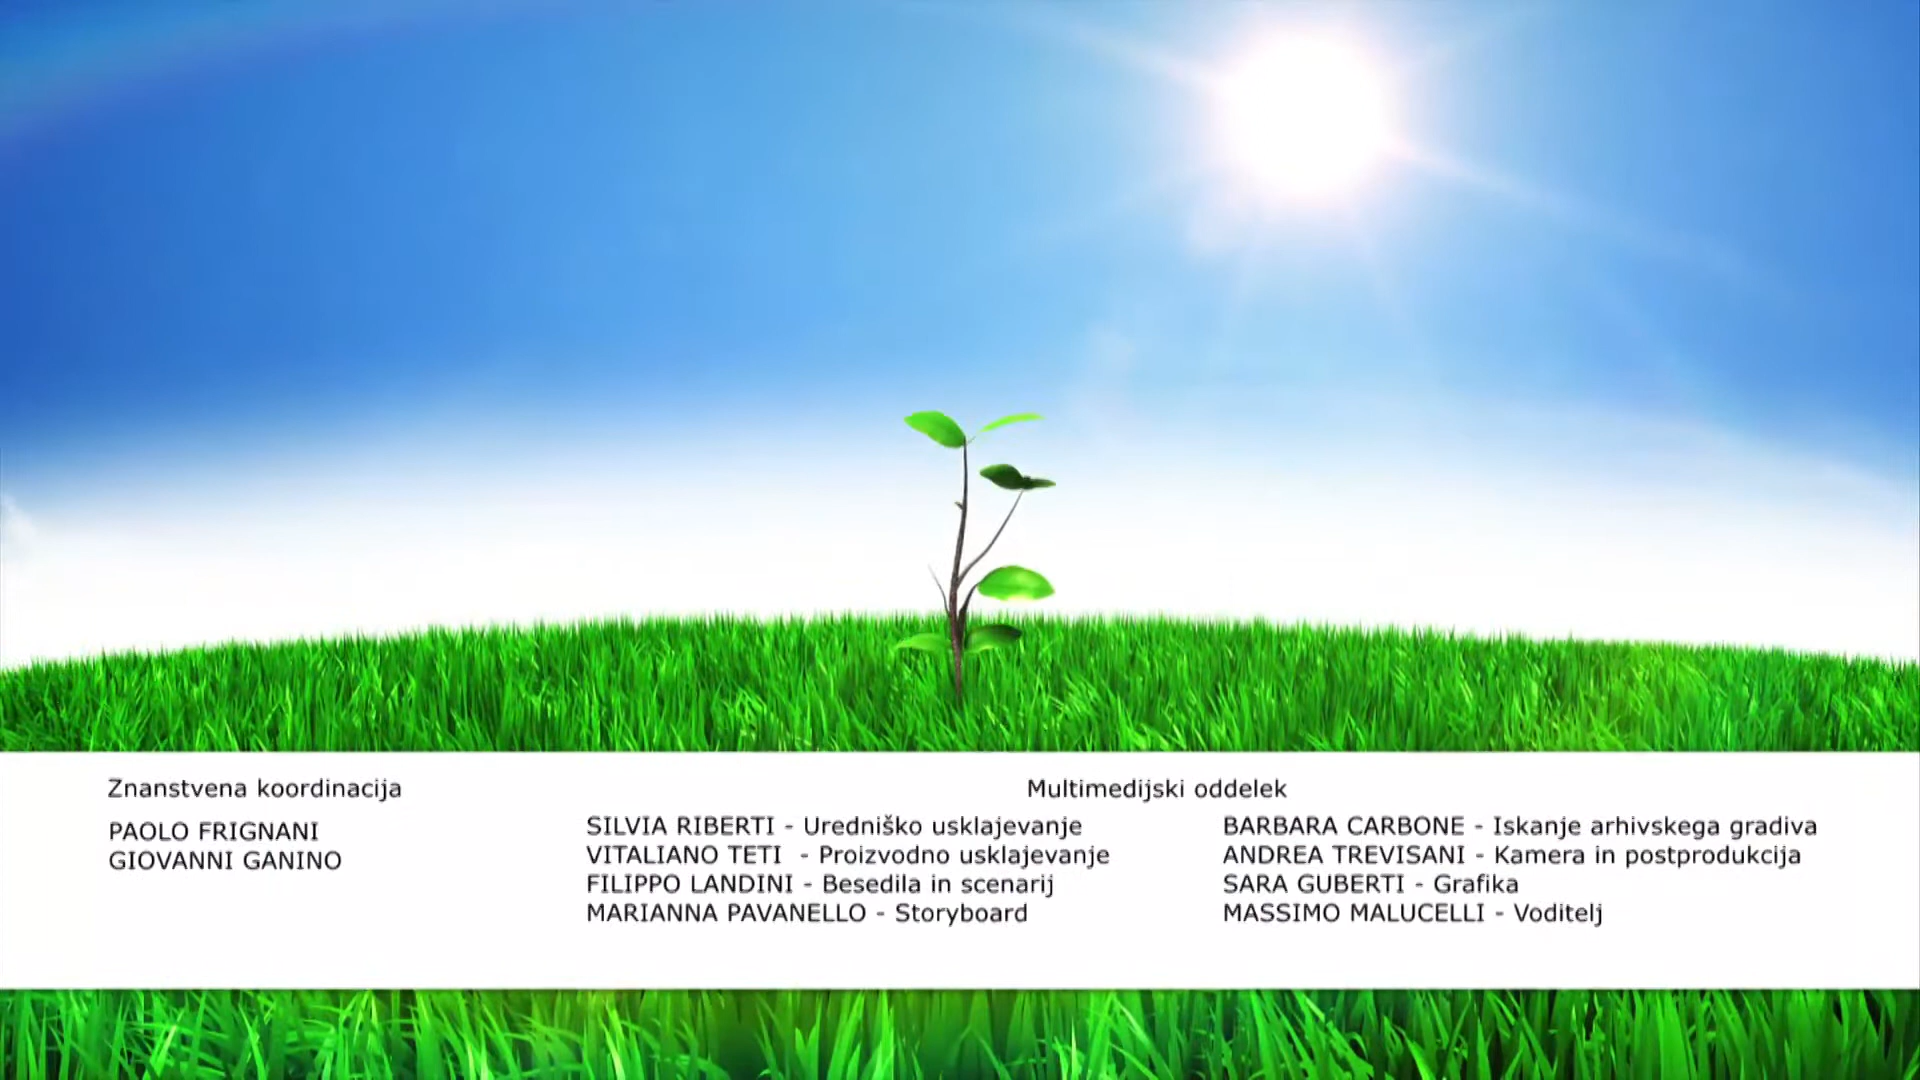 Znanstvena koordinacija
PAOLO FRIGNANI
GIOVANNI GANINO
Multimedijski oddelek
SILVIA RIBERTI - Uredniško usklajevanje
VITALIANO TETI  - Proizvodno usklajevanje
FILIPPO LANDINI - Besedila in scenarij
MARIANNA PAVANELLO - Storyboard
BARBARA CARBONE - Iskanje arhivskega gradiva
ANDREA TREVISANI - Kamera in postprodukcija
SARA GUBERTI - Grafika
MASSIMO MALUCELLI - Voditelj